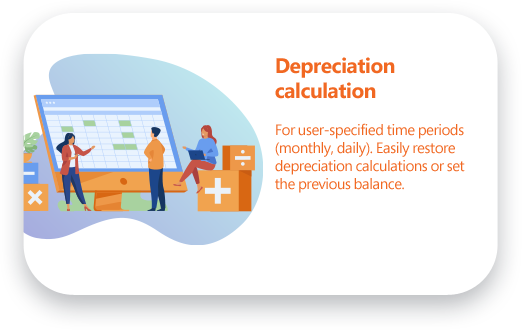 Depreciation
calculation
For user-specified time periods
(monthly, daily). Easily restore
depreciation calculations or set
the previous balance.